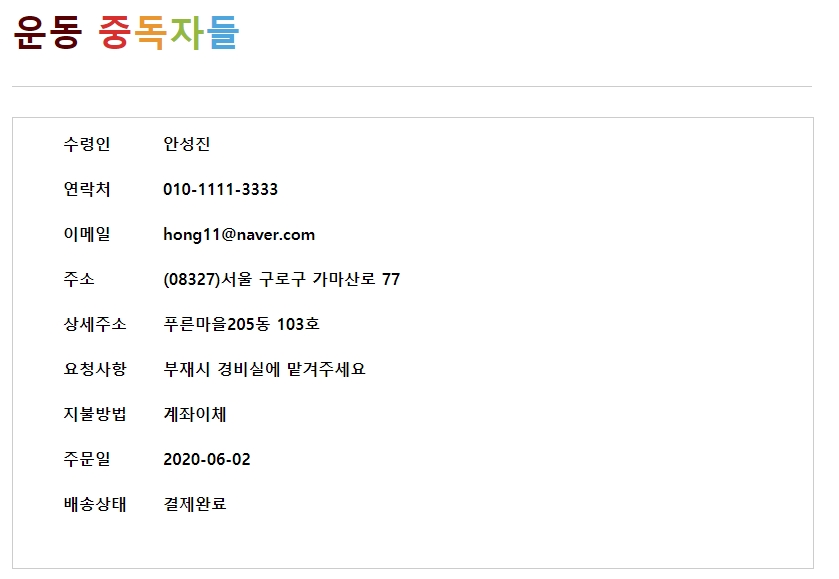 운동 중독자들
수령인 안성진
연락처 010-1111-3333
이메일 hong11@naver.com
주소 (08327)서울 구로구 가마산로 77
상세주소 푸른마을205동 103호
요청사항 부재시 경비실에 맡겨주세요
지불방법 계좌이체
주문일 2020-06-02
배송상태 결제완료